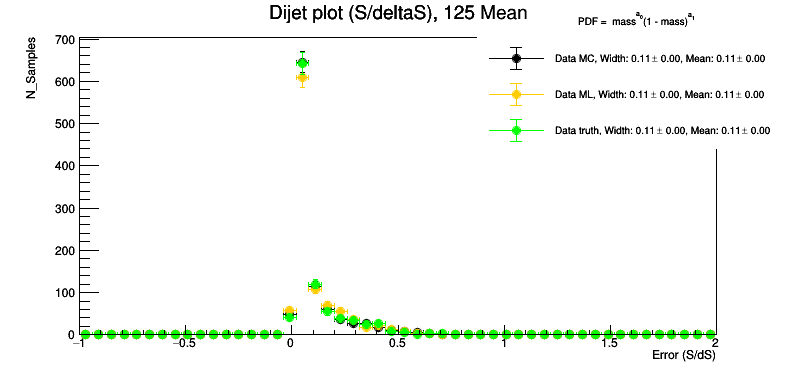 Dijet plot (S/deltaS), 125 Mean
PDF = mass^a₀(1 - mass)^a₁
Data MC, Width: 0.11 ± 0.00, Mean: 0.11 ± 0.00
Data ML, Width: 0.11 ± 0.00, Mean: 0.11 ± 0.00
Data truth, Width: 0.11 ± 0.00, Mean: 0.11 ± 0.00
N_Samples
700
600
500
400
300
200
100
0
−1 −0.5 0 0.5 1 1.5 2
Error (S/dS)